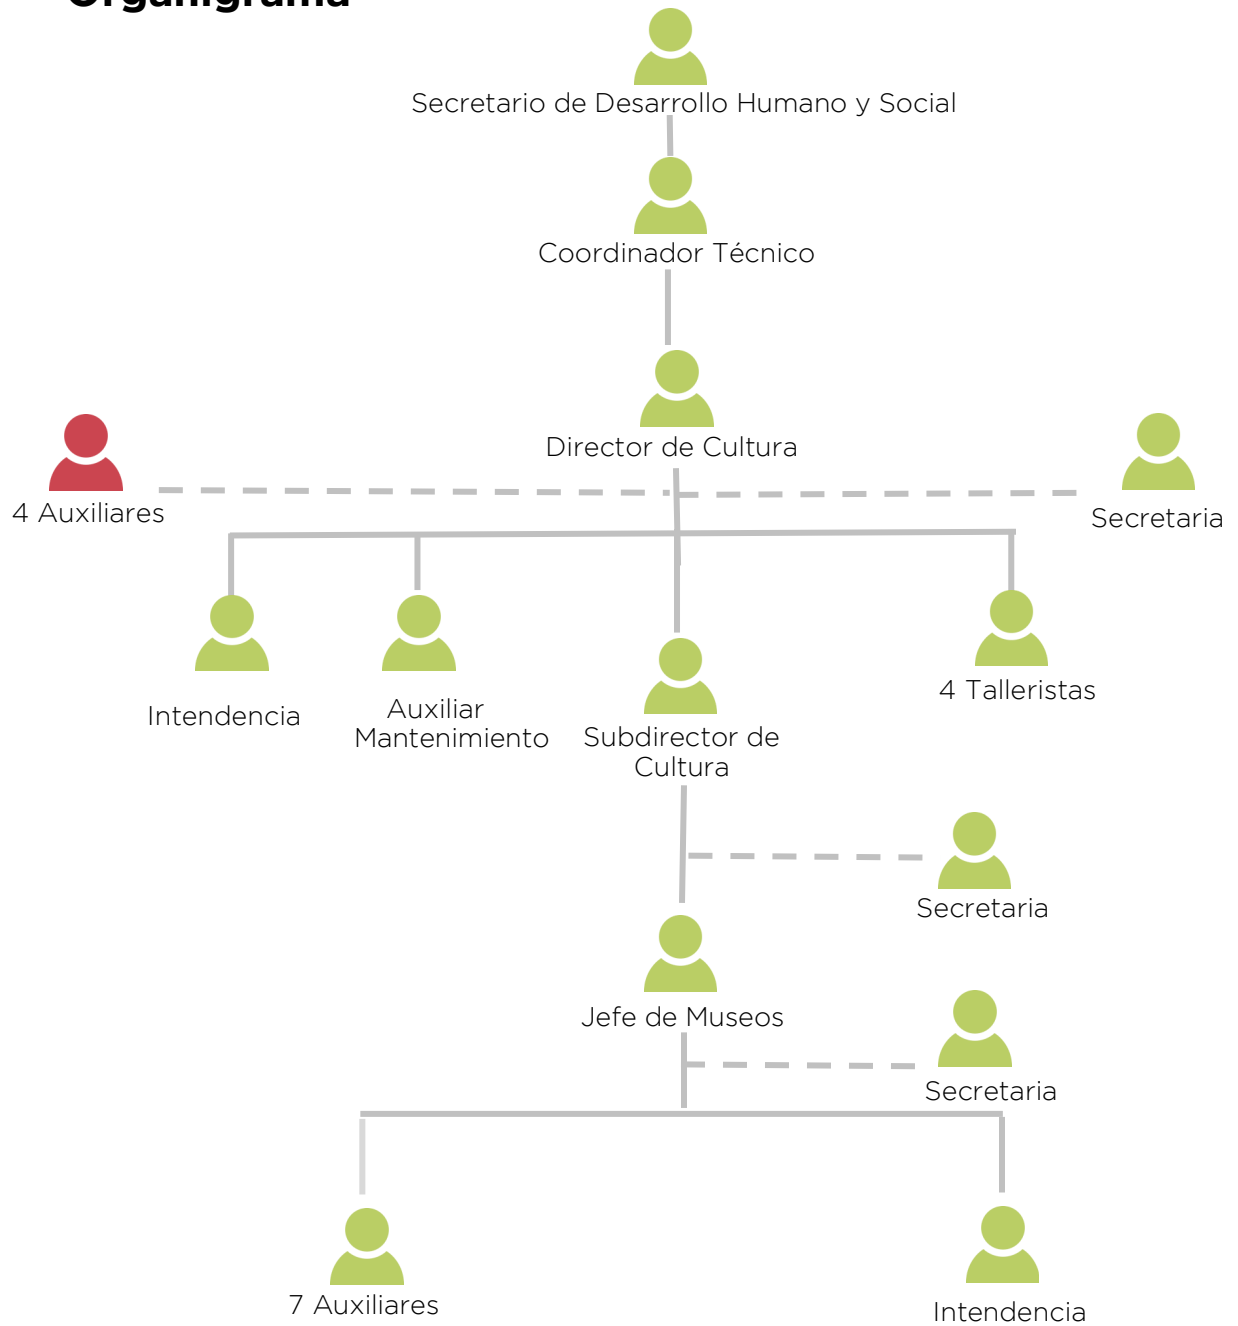 Organigrama
Secretario de Desarrollo Humano y Social
Coordinador Técnico
Director de Cultura
4 Auxiliares
Secretaria
Intendencia
Auxiliar
Mantenimiento
Subdirector de
Cultura
4 Talleristas
Secretaria
Jefe de Museos
Secretaria
7 Auxiliares
Intendencia